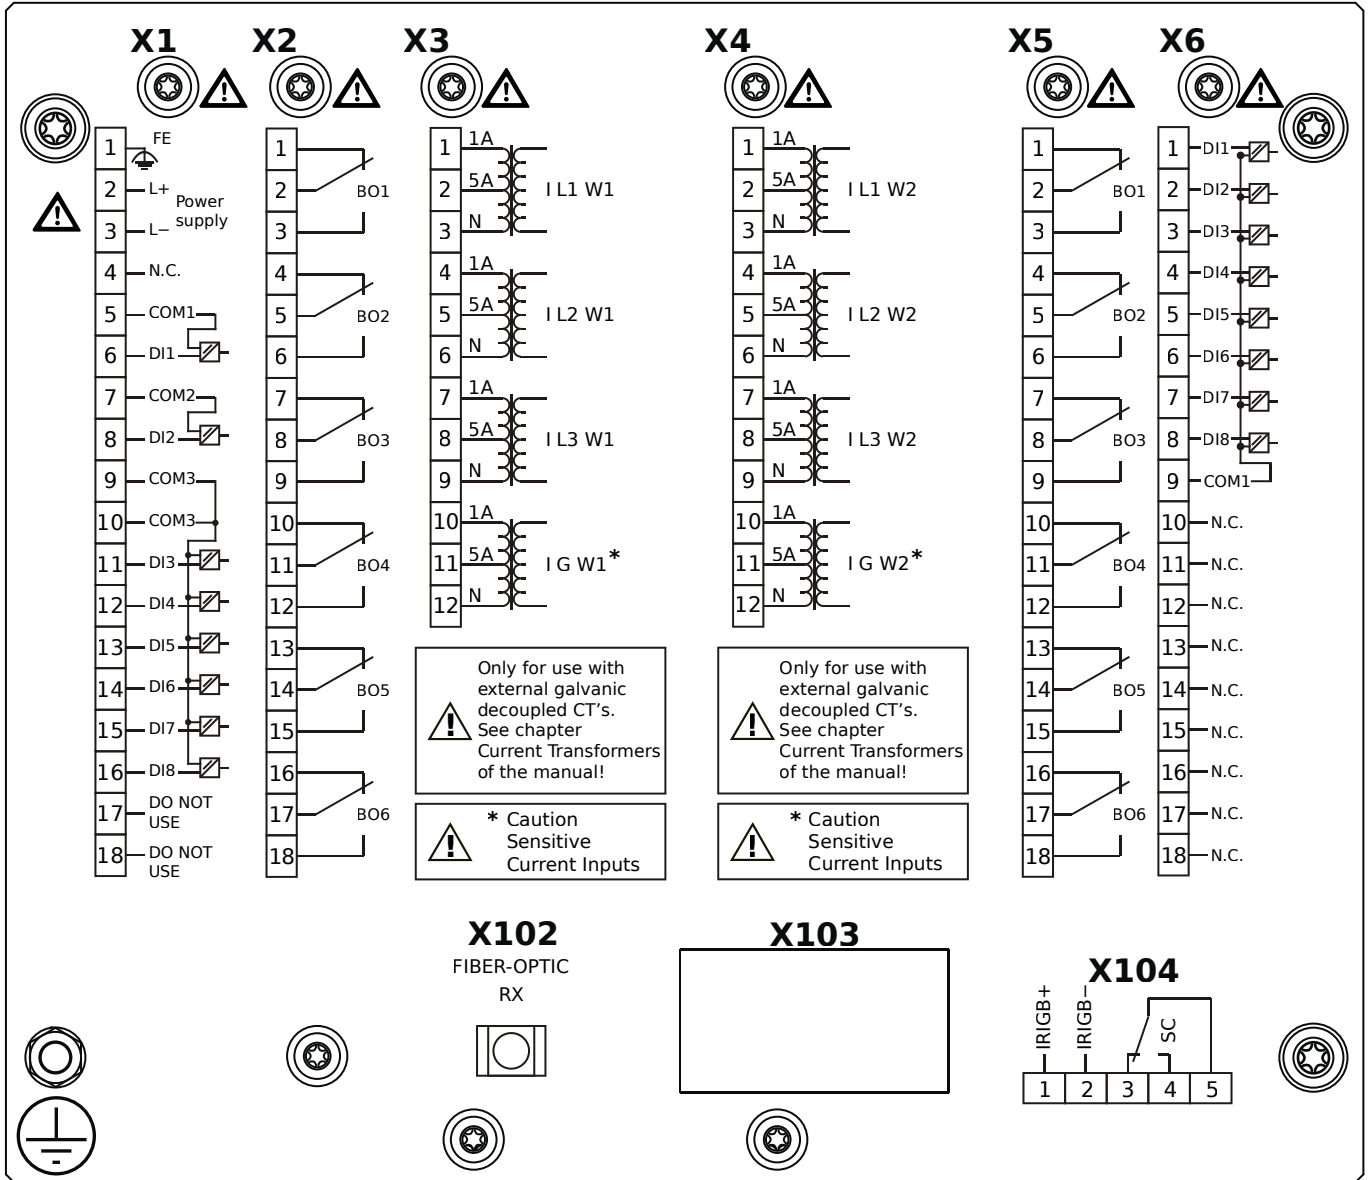 X1 X2 X3 X4 X5 X6
1 FE
2 L+
Power
supply
3 L−
4 N.C.
5 COM1
6 DI1
7 COM2
8 DI2
9 COM3
10 COM3
11 DI3
12 DI4
13 DI5
14 DI6
15 DI7
16 DI8
17 DO NOT
USE
18 DO NOT
USE
1
2 BO1
3
4
5 BO2
6
7
8 BO3
9
10
11 BO4
12
13
14 BO5
15
16
17 BO6
18
1 1A
2 5A I L1 W1
3 N
4 1A
5 5A I L2 W1
6 N
7 1A
8 5A I L3 W1
9 N
10 1A
11 5A I G W1*
12 N
Only for use with
external galvanic
decoupled CT's.
See chapter
Current Transformers
of the manual!
* Caution
Sensitive
Current Inputs
1 1A
2 5A I L1 W2
3 N
4 1A
5 5A I L2 W2
6 N
7 1A
8 5A I L3 W2
9 N
10 1A
11 5A I G W2*
12 N
Only for use with
external galvanic
decoupled CT's.
See chapter
Current Transformers
of the manual!
* Caution
Sensitive
Current Inputs
1
2 BO1
3
4
5 BO2
6
7
8 BO3
9
10
11 BO4
12
13
14 BO5
15
16
17 BO6
18
1 DI1
2 DI2
3 DI3
4 DI4
5 DI5
6 DI6
7 DI7
8 DI8
9 COM1
10 N.C.
11 N.C.
12 N.C.
13 N.C.
14 N.C.
15 N.C.
16 N.C.
17 N.C.
18 N.C.
X102
FIBER-OPTIC
RX
X103
X104
IRIGB+
IRIGB−
SC
1 2 3 4 5